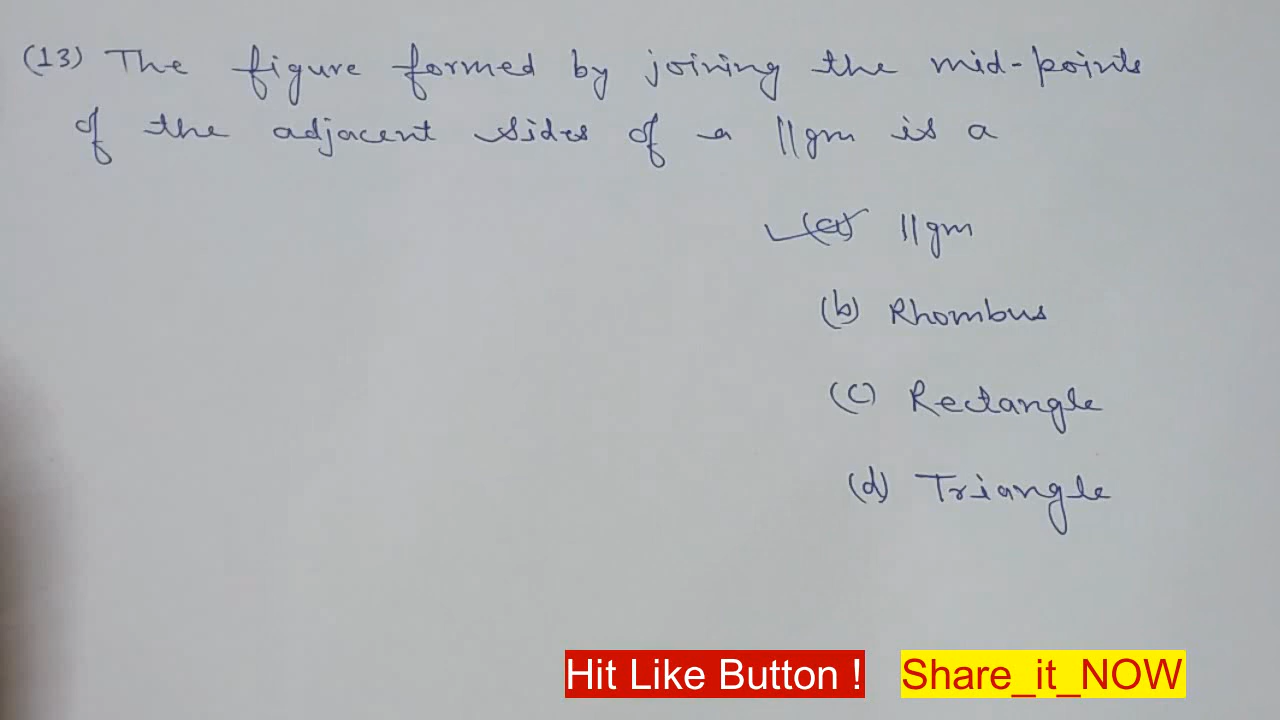 (13) The figure formed by joining the mid-points
of the adjacent sides of a ||gm is a
(a) ||gm
(b) Rhombus
(c) Rectangle
(d) Triangle
Hit Like Button ! Share_it_NOW